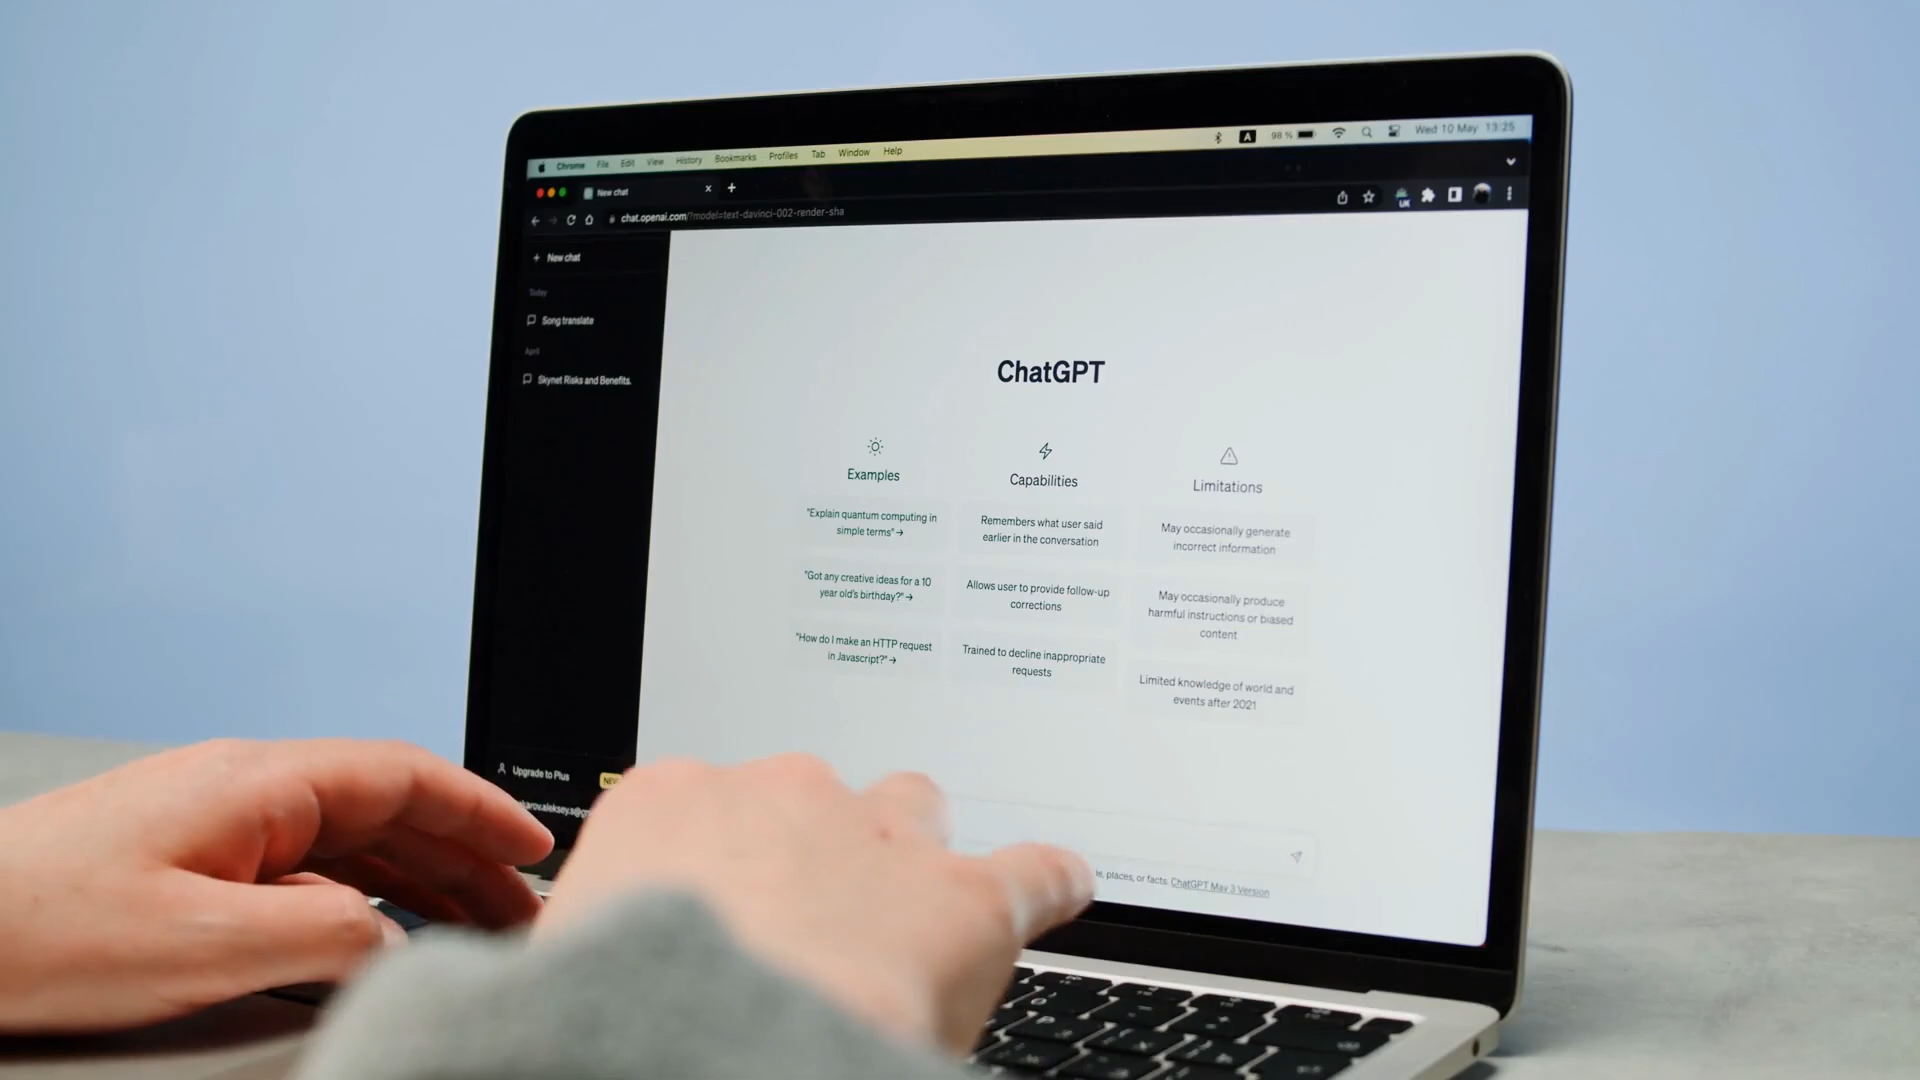 Chrome File Edit View History Bookmarks Profiles Tab Window Help
A 98 % Wed 10 May 13:25
New chat
chat.openai.com/?model=text-davinci-002-render-sha
UK
+ New chat
Today
Song translate
April
Skynet Risks and Benefits.
Upgrade to Plus
ChatGPT
Examples
"Explain quantum computing in
simple terms" →
"Got any creative ideas for a 10
year old's birthday?" →
"How do I make an HTTP request
in Javascript?" →
Capabilities
Remembers what user said
earlier in the conversation
Allows user to provide follow-up
corrections
Trained to decline inappropriate
requests
Limitations
May occasionally generate
incorrect information
May occasionally produce
harmful instructions or biased
content
Limited knowledge of world and
events after 2021
places, or facts. ChatGPT May 3 Version